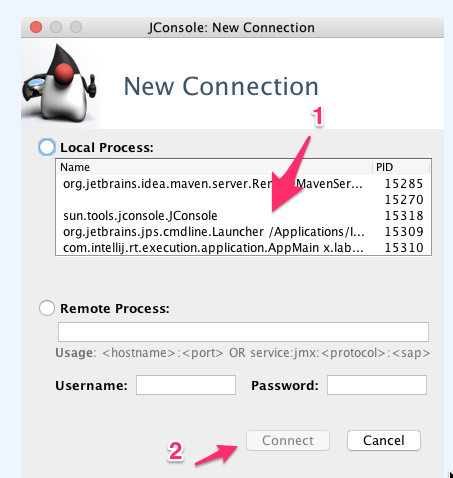 JConsole: New Connection
New Connection
1
Local Process:
Name PID
org.jetbrains.idea.maven.server.Re MavenSer... 15285
15270
sun.tools.jconsole.JConsole 15318
org.jetbrains.jps.cmdline.Launcher /Applications/I... 15309
com.intellij.rt.execution.application.AppMain x.lab... 15310
Remote Process:
Usage: <hostname>:<port> OR service:jmx:<protocol>:<sap>
Username: Password:
2 Connect Cancel